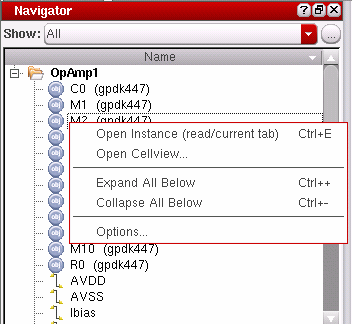 Navigator
Show: All
Name
OpAmp1
C0 (gpdk447)
M1 (gpdk447)
M2 (gpdk447)
Open Instance (read/current tab) Ctrl+E
Open Cellview...
Expand All Below Ctrl++
Collapse All Below Ctrl+-
Options...
M10 (gpdk447)
R0 (gpdk447)
AVDD
AVSS
Ibias